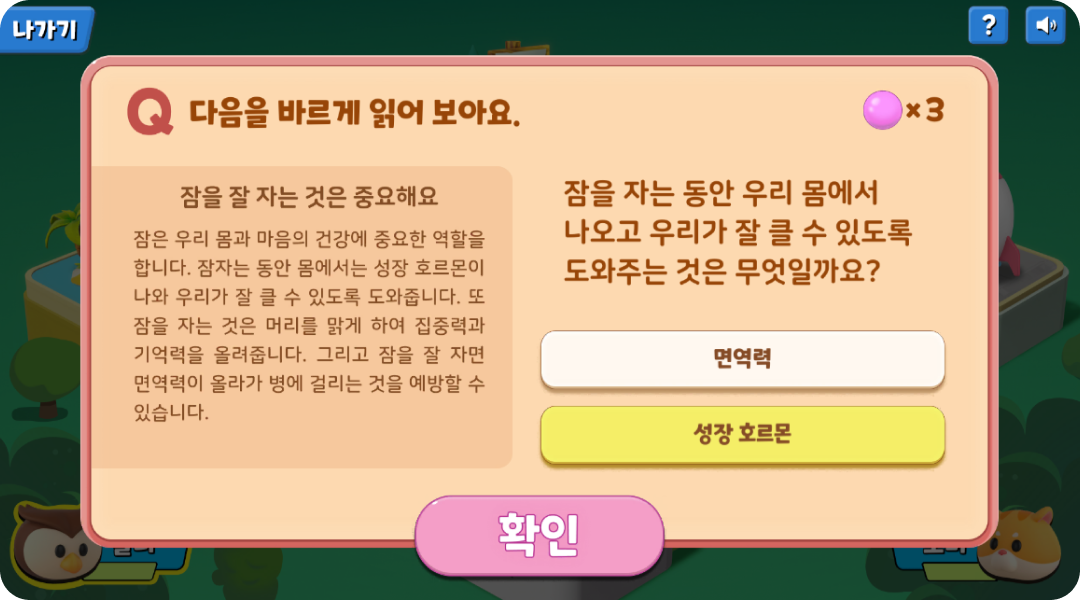 나가기
?
Q 다음을 바르게 읽어 보아요.
×3
잠을 잘 자는 것은 중요해요
잠은 우리 몸과 마음의 건강에 중요한 역할을
합니다. 잠자는 동안 몸에서는 성장 호르몬이
나와 우리가 잘 클 수 있도록 도와줍니다. 또
잠을 자는 것은 머리를 맑게 하여 집중력과
기억력을 올려줍니다. 그리고 잠을 잘 자면
면역력이 올라가 병에 걸리는 것을 예방할 수
있습니다.
잠을 자는 동안 우리 몸에서
나오고 우리가 잘 클 수 있도록
도와주는 것은 무엇일까요?
면역력
성장 호르몬
확인